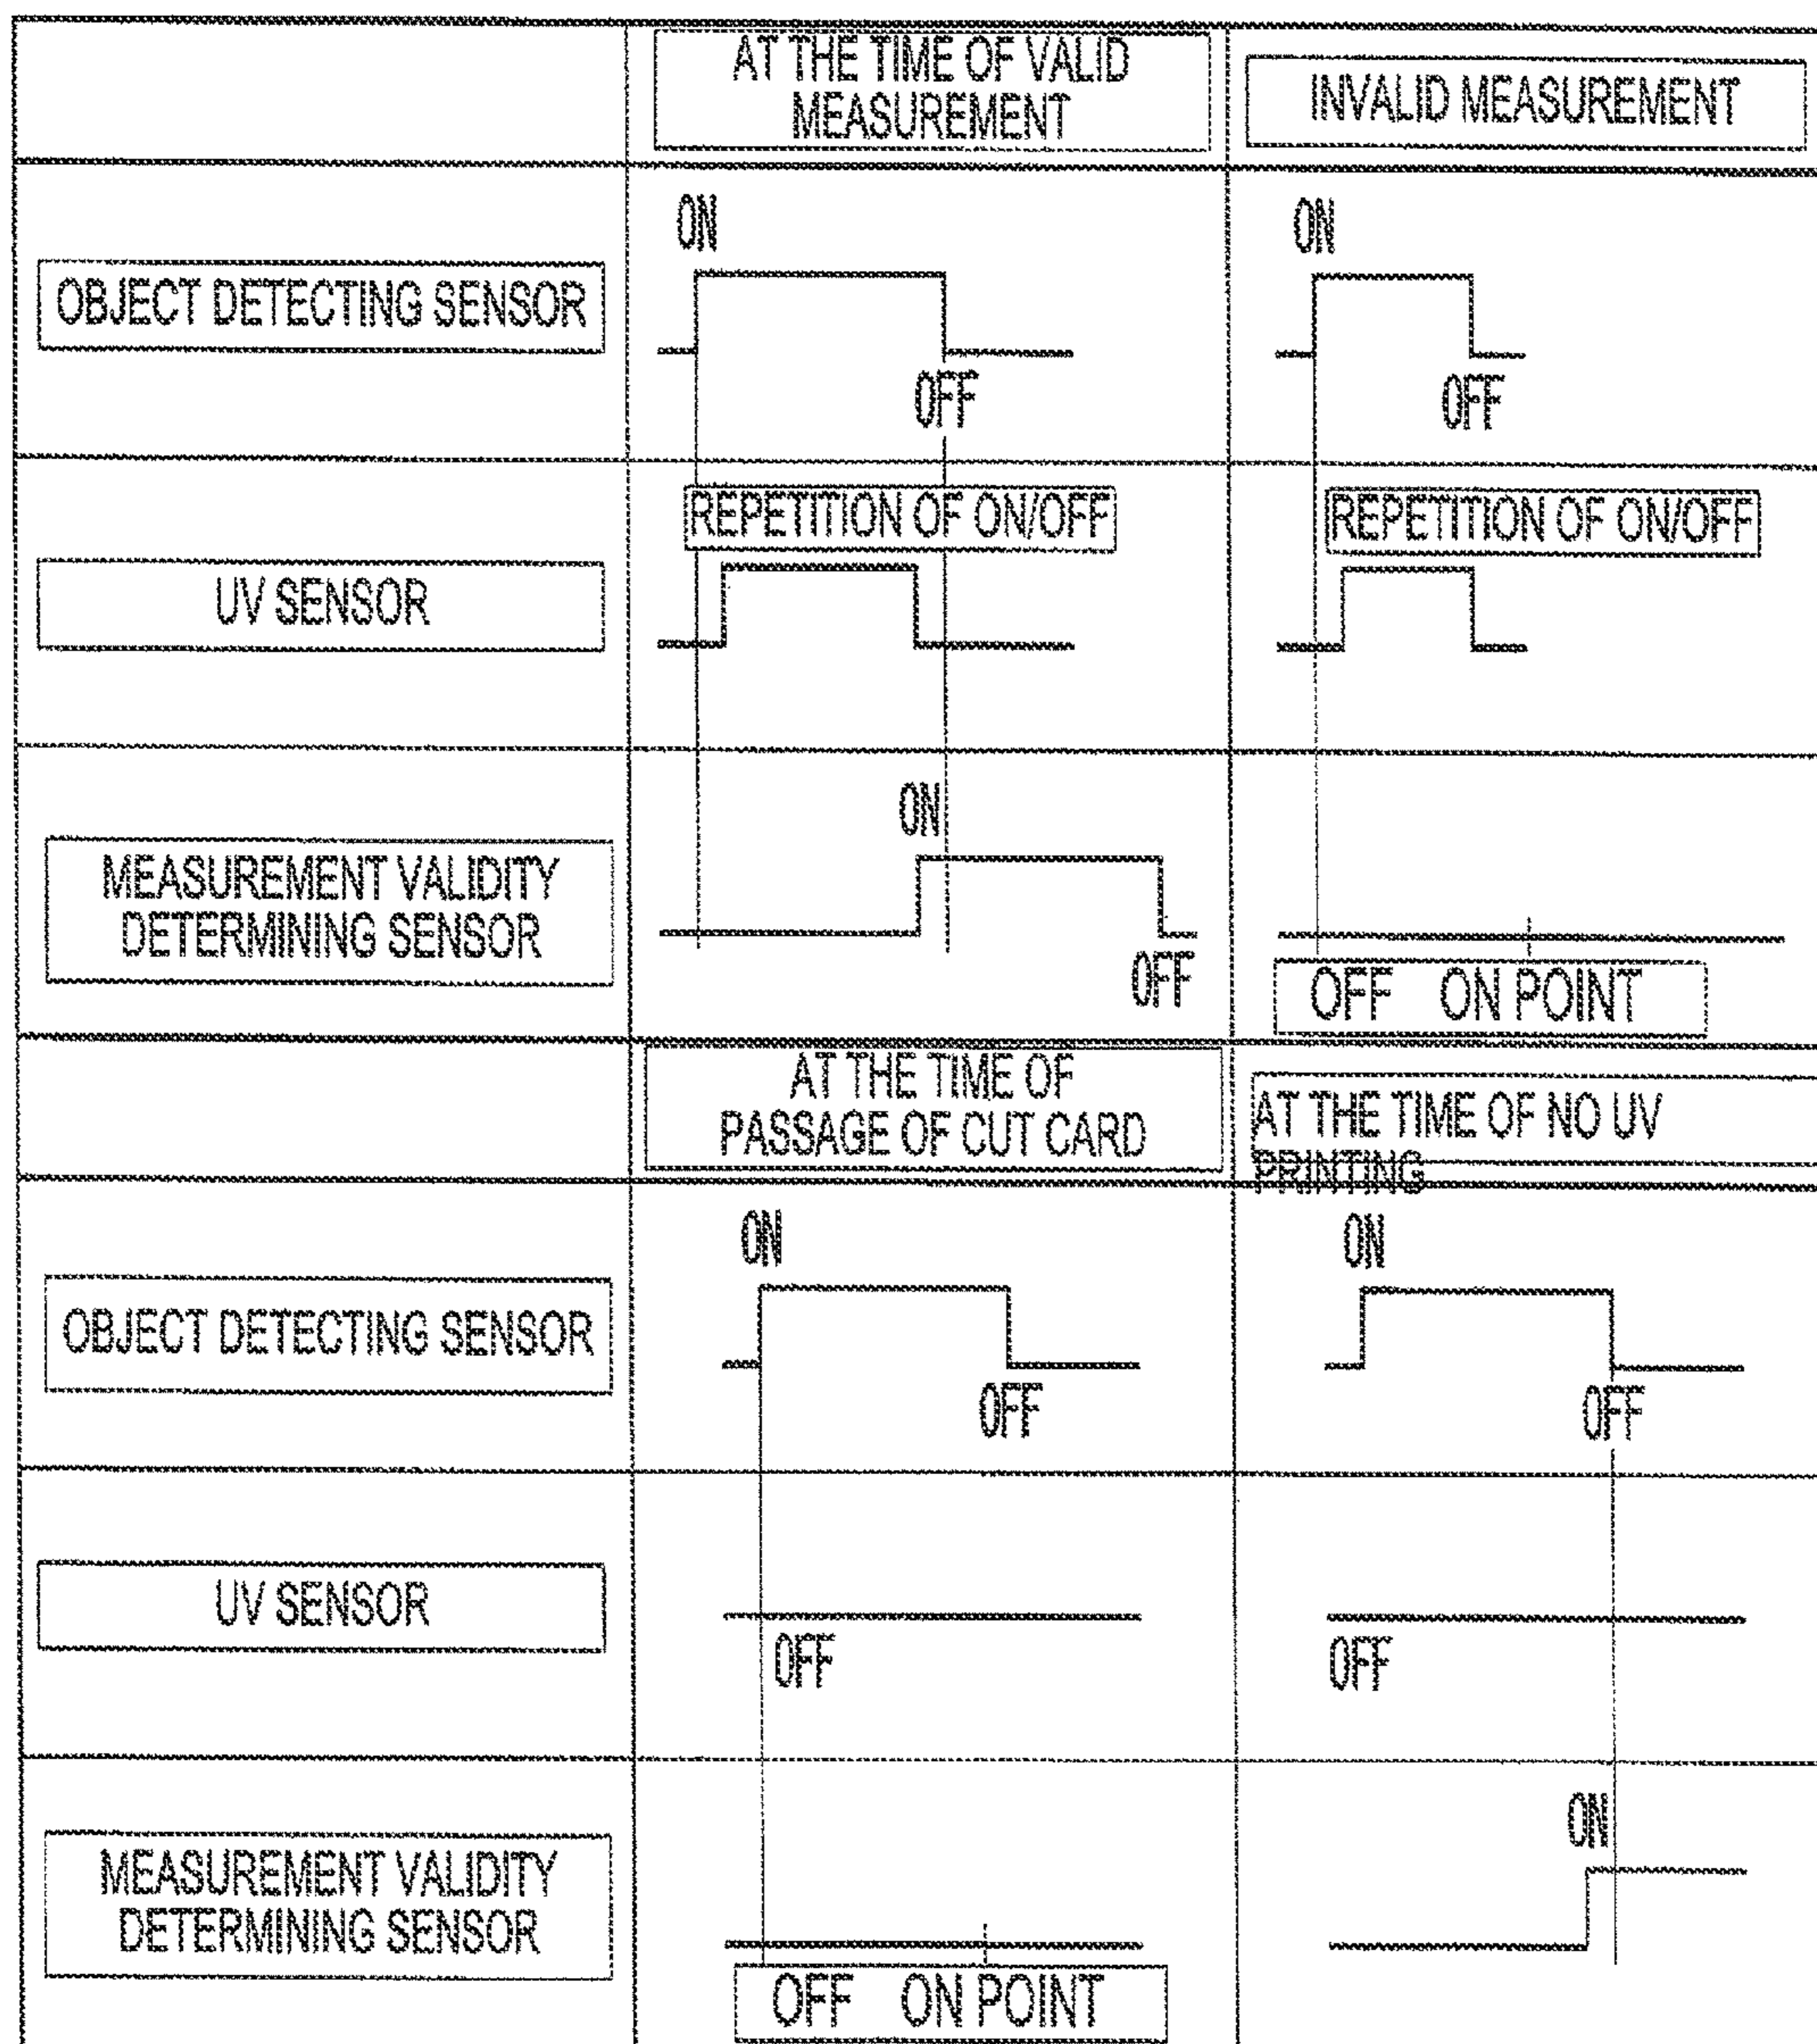 AT THE TIME OF VALID
MEASUREMENT
INVALID MEASUREMENT
OBJECT DETECTING SENSOR
ON
OFF
ON
OFF
UV SENSOR
REPETITION OF ON/OFF
REPETITION OF ON/OFF
MEASUREMENT VALIDITY
DETERMINING SENSOR
ON
OFF
OFF ON POINT
AT THE TIME OF
PASSAGE OF CUT CARD
AT THE TIME OF NO UV
PRINTING
OBJECT DETECTING SENSOR
ON
OFF
ON
OFF
UV SENSOR
OFF
OFF
MEASUREMENT VALIDITY
DETERMINING SENSOR
OFF ON POINT
ON